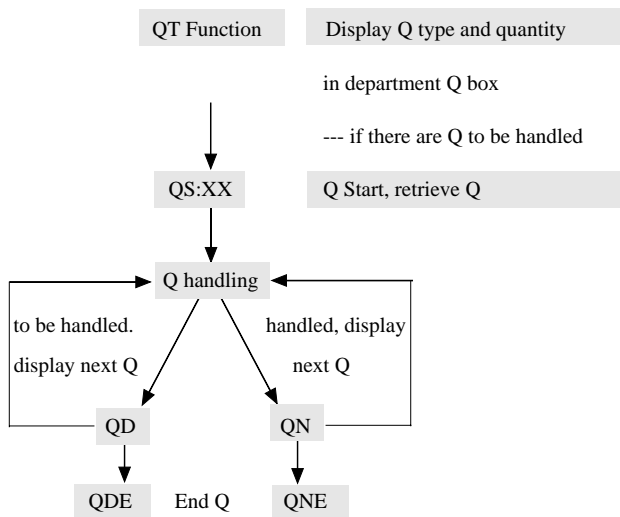 QT Function Display Q type and quantity
in department Q box
--- if there are Q to be handled
QS:XX Q Start, retrieve Q
Q handling
to be handled. handled, display
display next Q next Q
QD QN
QDE End Q QNE